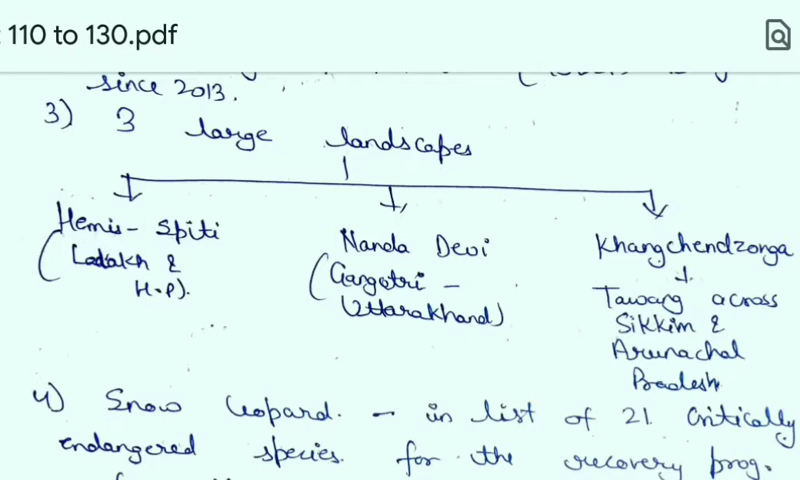 : 110 to 130.pdf
since 2013.
3) 3 large landscapes
Hemis - Spiti
(Ladakh &
H.P).
Nanda Devi
(Gangotri -
Uttarakhand)
Khangchendzonga
Tawang across
Sikkim &
Arunachal
Pradesh
4) Snow leopard. - in list of 21 Critically
endangered species for the recovery prog.